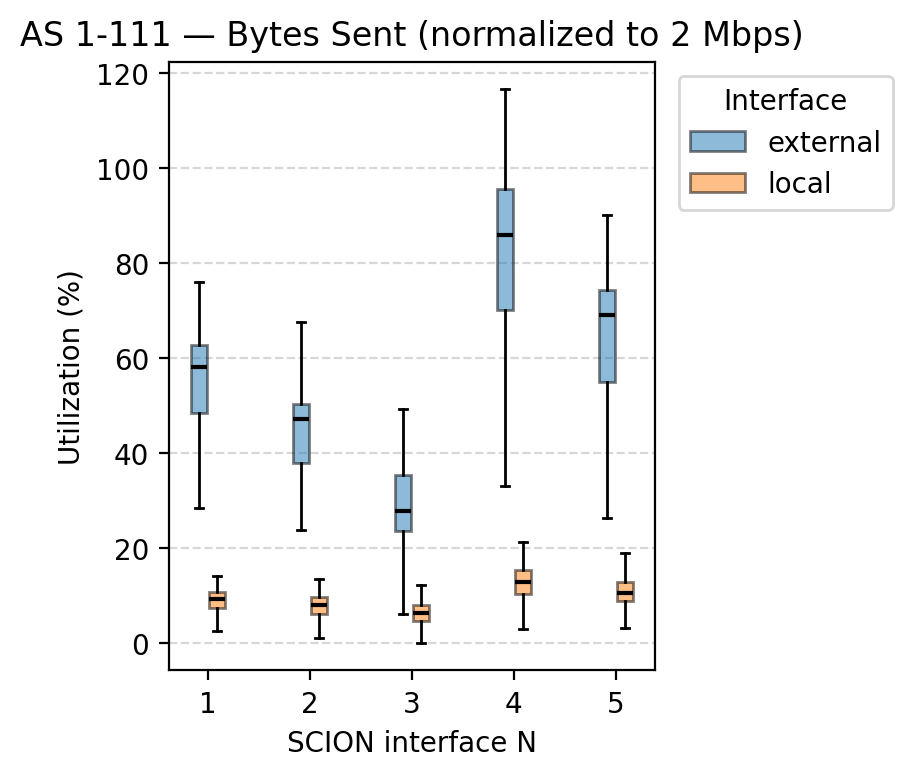 AS 1-111 — Bytes Sent (normalized to 2 Mbps)
Interface
external
local
Utilization (%)
120
100
80
60
40
20
0
1 2 3 4 5
SCION interface N